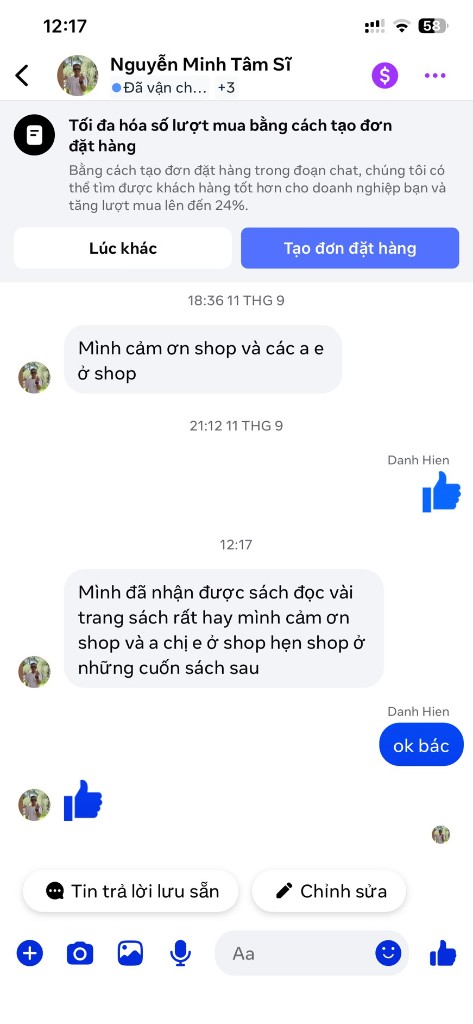 12:17
58
Nguyễn Minh Tâm Sĩ
Đã vận ch... +3
Tối đa hóa số lượt mua bằng cách tạo đơn
đặt hàng
Bằng cách tạo đơn đặt hàng trong đoạn chat, chúng tôi có
thể tìm được khách hàng tốt hơn cho doanh nghiệp bạn và
tăng lượt mua lên đến 24%.
Lúc khác
Tạo đơn đặt hàng
18:36 11 THG 9
Mình cảm ơn shop và các a e
ở shop
21:12 11 THG 9
Danh Hien
12:17
Mình đã nhận được sách đọc vài
trang sách rất hay mình cảm ơn
shop và a chị e ở shop hẹn shop ở
những cuốn sách sau
Danh Hien
ok bác
Tin trả lời lưu sẵn
Chỉnh sửa
Aa